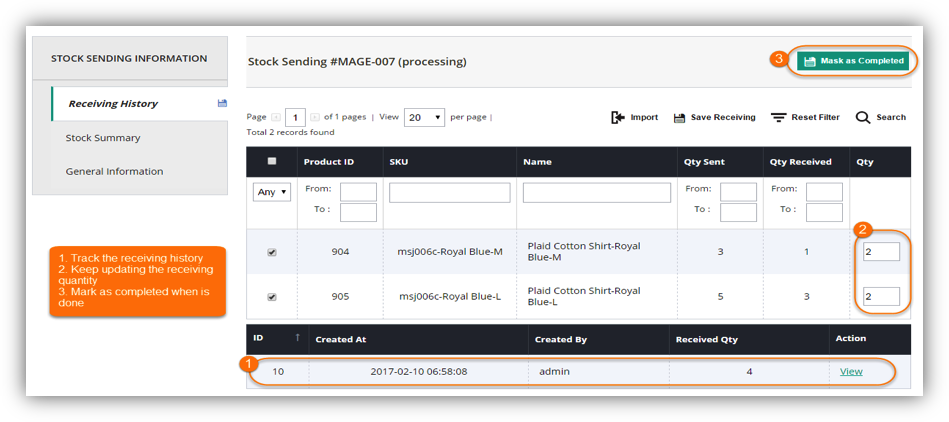 STOCK SENDING INFORMATION
Receiving History
Stock Summary
General Information
1. Track the receiving history
2. Keep updating the receiving
quantity
3. Mark as completed when is
done
Stock Sending #MAGE-007 (processing)
3
Mask as Completed
Page 1 of 1 pages | View 20 per page |
Total 2 records found
Import Save Receiving Reset Filter Search
Product ID SKU Name Qty Sent Qty Received Qty
Any From: From: From:
To : To : To :
2
904 msj006c-Royal Blue-M Plaid Cotton Shirt-Royal
Blue-M 3 1 2
905 msj006c-Royal Blue-L Plaid Cotton Shirt-Royal
Blue-L 5 3 2
ID ↑ Created At Created By Received Qty Action
1
10 2017-02-10 06:58:08 admin 4 View